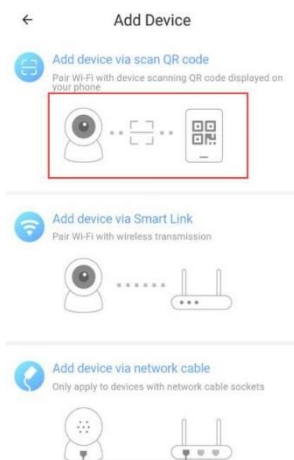 Add Device
Add device via scan QR code
Pair Wi-Fi with device scanning QR code displayed on
your phone
Add device via Smart Link
Pair Wi-Fi with wireless transmission
Add device via network cable
Only apply to devices with network cable sockets